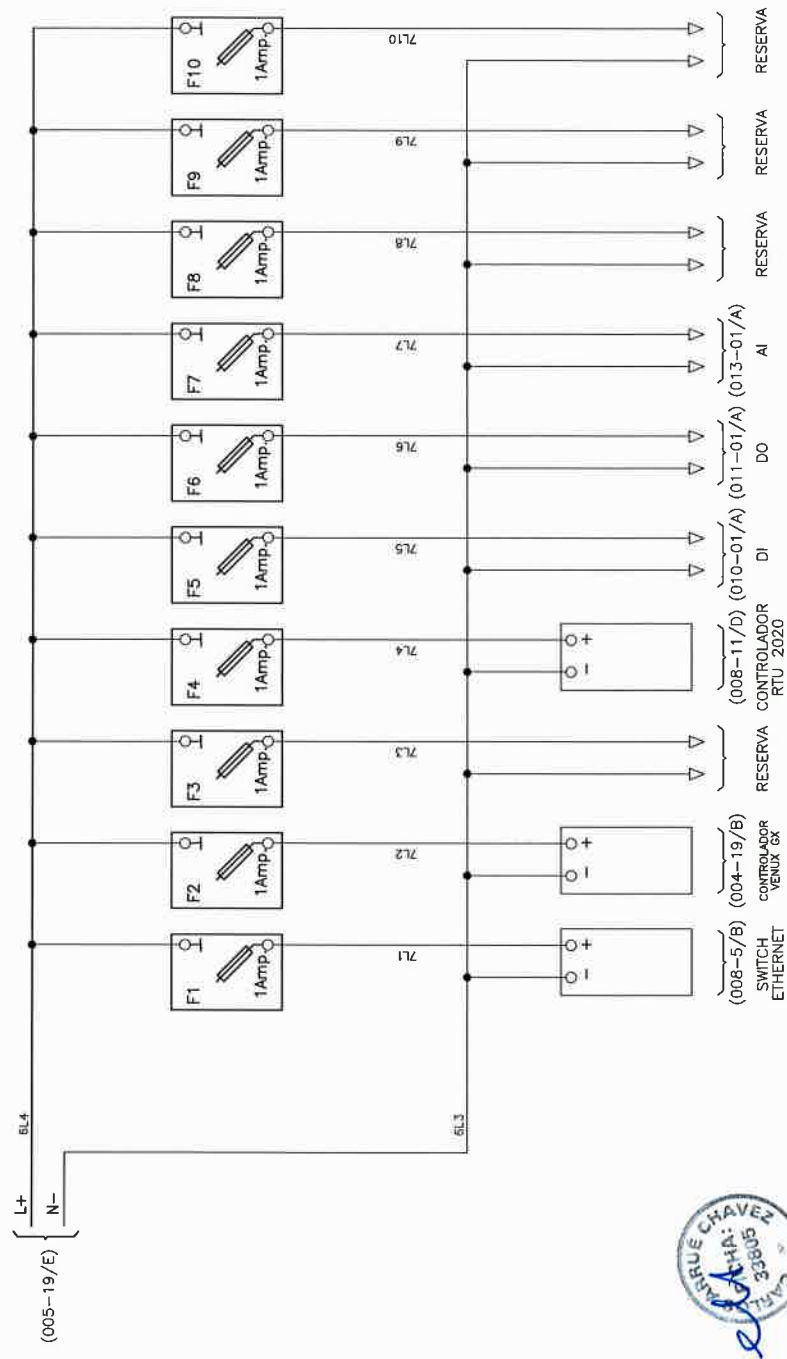 (005-19/E)
L+
N-
6L4
6L3
F1
1Amp.
7L1
F2
1Amp.
7L2
F3
1Amp.
7L3
F4
1Amp.
7L4
F5
1Amp.
7L5
F6
1Amp.
7L6
F7
1Amp.
7L7
F8
1Amp.
7L8
F9
1Amp.
7L9
F10
1Amp.
7L10
- +
- +
- +
(008-5/B)
SWITCH
ETHERNET
(004-19/B)
CONTROLADOR
VENUX GX
RESERVA
(008-11/D)
CONTROLADOR
RTU 2020
(010-01/A)
DI
(011-01/A)
DO
(013-01/A)
AI
RESERVA
RESERVA
RESERVA
CHAVEZ
33805